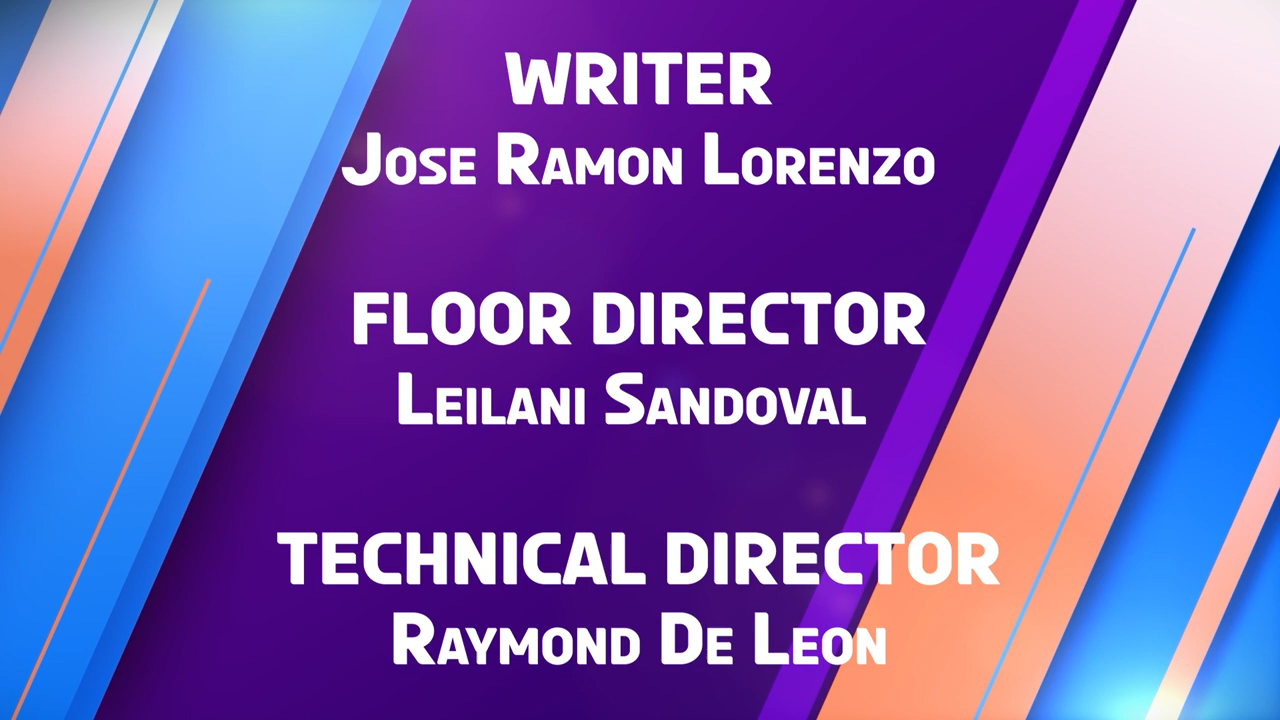 WRITER
Jose Ramon Lorenzo
FLOOR DIRECTOR
Leilani Sandoval
TECHNICAL DIRECTOR
Raymond De Leon